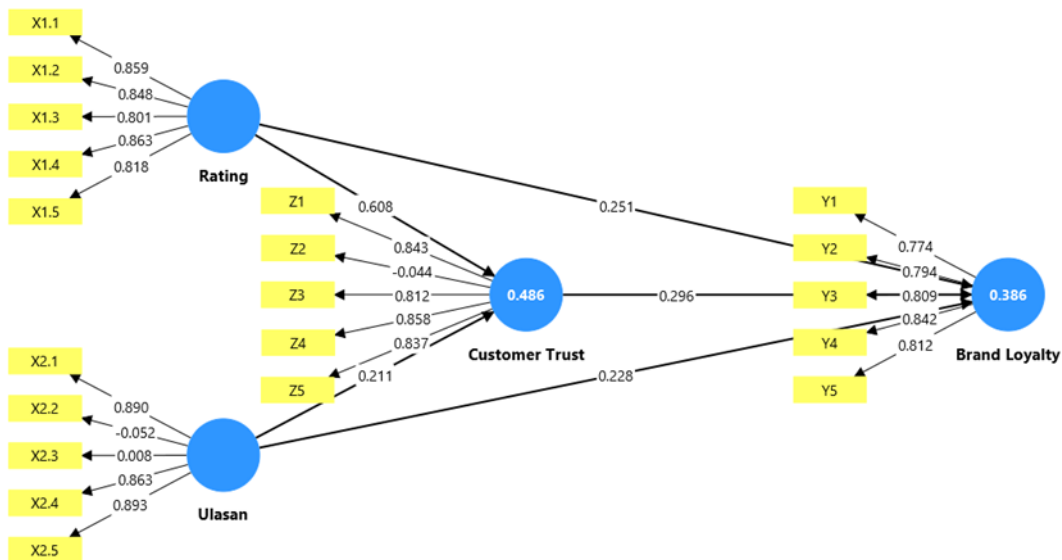 X1.1
X1.2
X1.3
X1.4
X1.5
0.859
0.848
0.801
0.863
0.818
Rating
0.608
0.251
Z1
Z2
Z3
Z4
Z5
0.843
-0.044
0.812
0.858
0.837
0.486
Customer Trust
0.211
0.296
0.228
Y1
Y2
Y3
Y4
Y5
0.774
0.794
0.809
0.842
0.812
0.386
Brand Loyalty
X2.1
X2.2
X2.3
X2.4
X2.5
0.890
-0.052
0.008
0.863
0.893
Ulasan